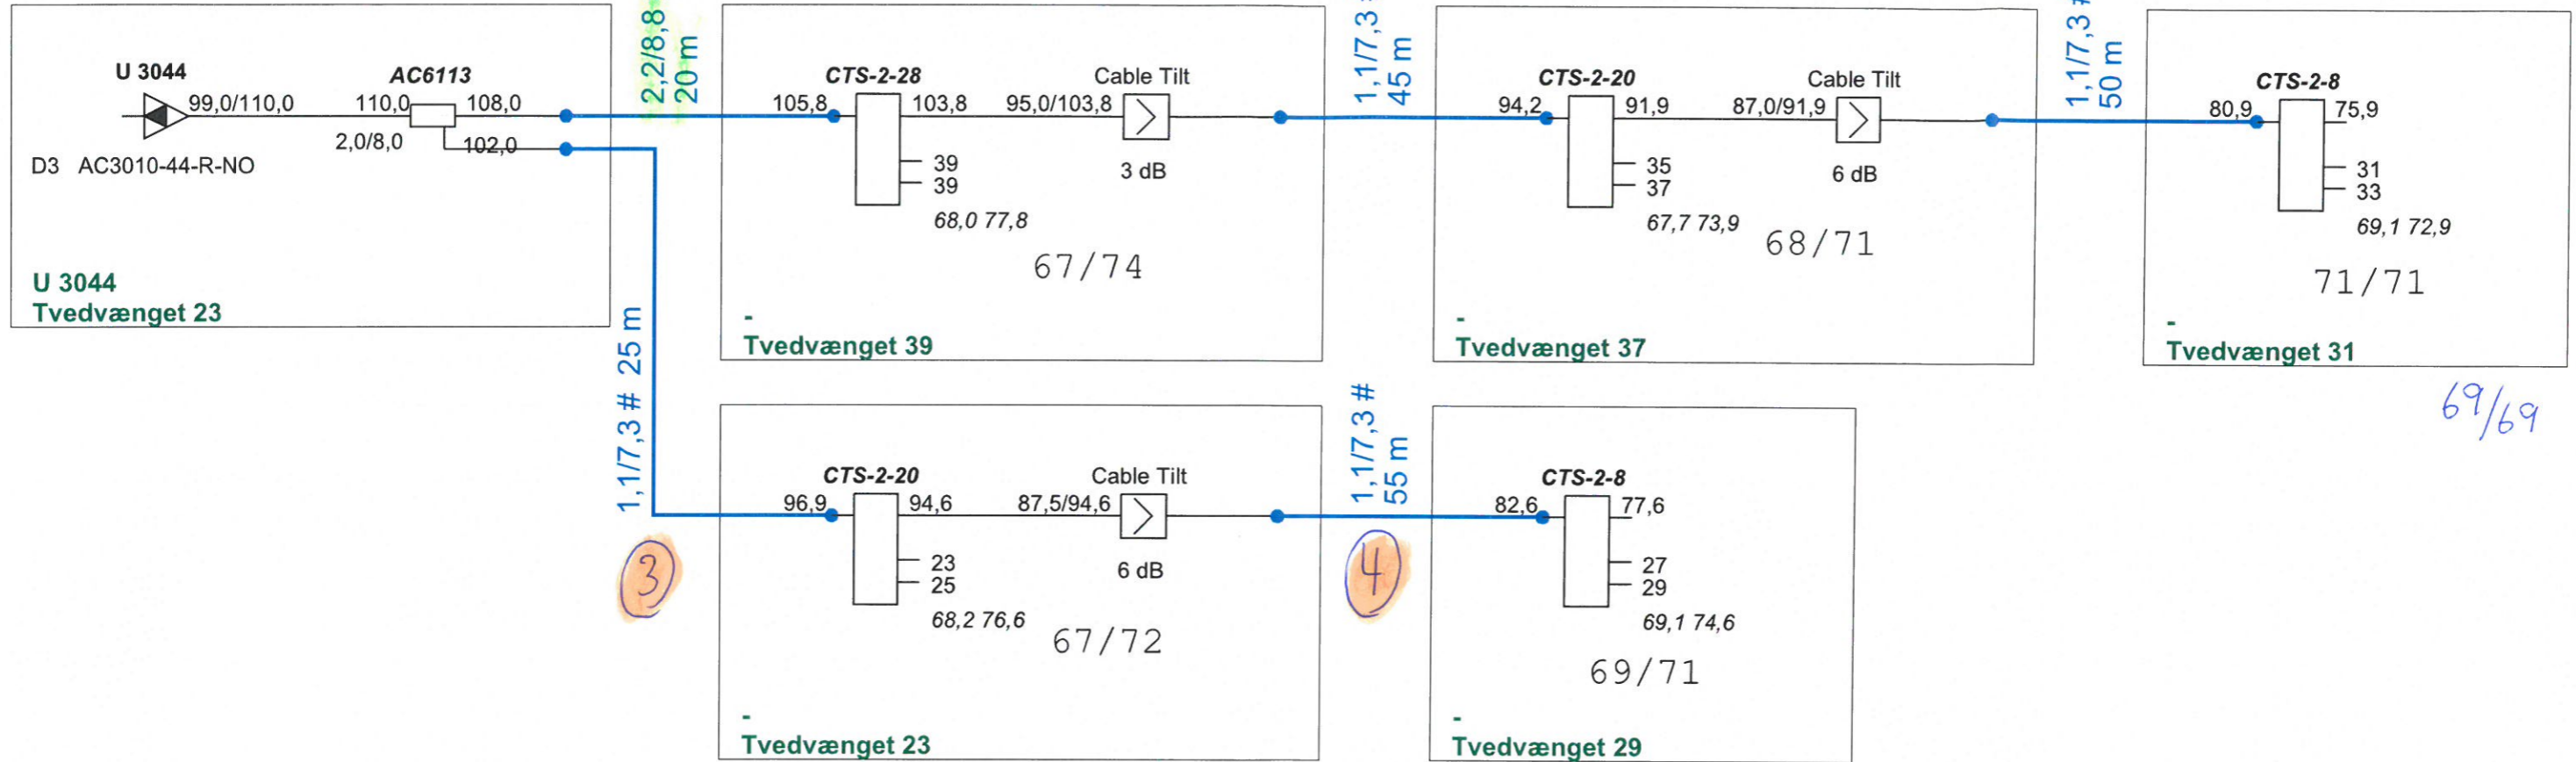 U 3044
AC6113
99,0/110,0
110,0
108,0
2,0/8,0
102,0
D3 AC3010-44-R-NO
U 3044
Tvedvænget 23
2,2/8,8
20 m
CTS-2-28
Cable Tilt
105,8
103,8
95,0/103,8
39
39
3 dB
68,0 77,8
67/74
-
Tvedvænget 39
1,1/7,3
45 m
CTS-2-20
Cable Tilt
94,2
91,9
87,0/91,9
35
37
6 dB
67,7 73,9
68/71
-
Tvedvænget 37
1,1/7,3 #
50 m
CTS-2-8
80,9
75,9
31
33
69,1 72,9
71/71
-
Tvedvænget 31
69/69
1,1/7,3 # 25 m
3
CTS-2-20
Cable Tilt
96,9
94,6
87,5/94,6
23
25
6 dB
68,2 76,6
67/72
-
Tvedvænget 23
1,1/7,3 #
55 m
4
CTS-2-8
82,6
77,6
27
29
69,1 74,6
69/71
-
Tvedvænget 29